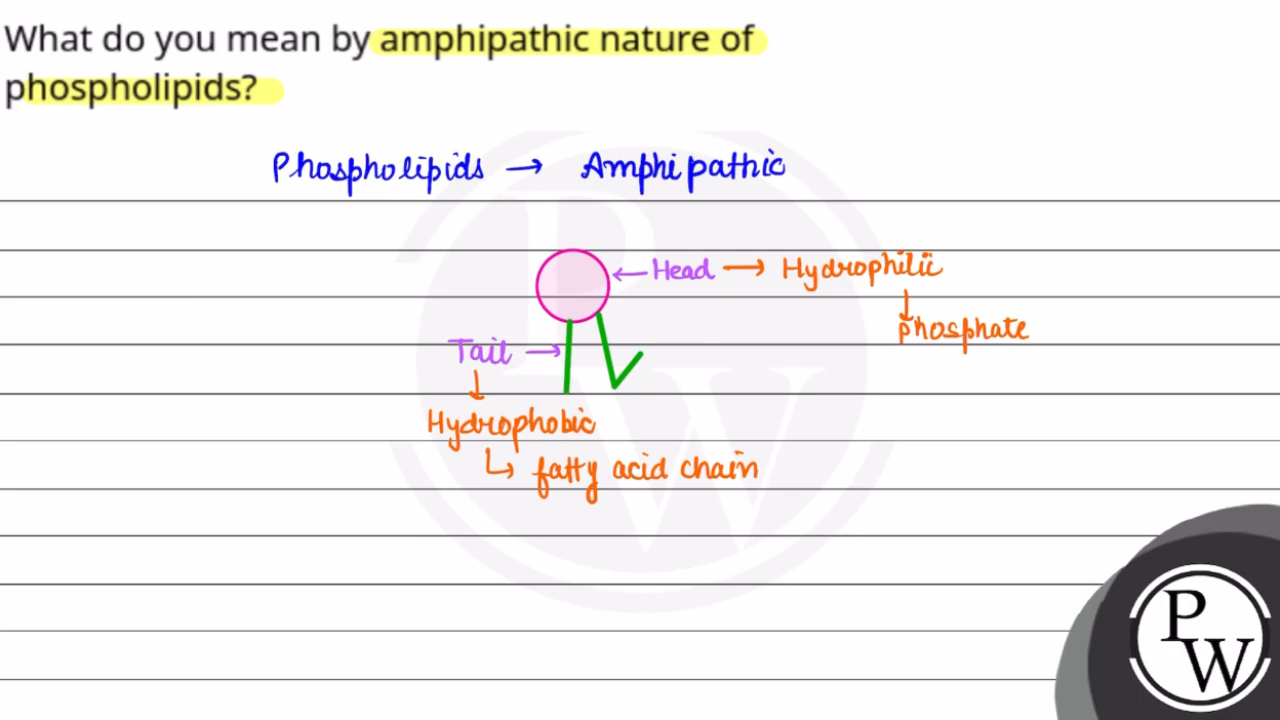 What do you mean by amphipathic nature of
phospholipids?
Phospholipids → Amphipathic
← Head → Hydrophilic
↓
Phosphate
Tail →
↓
Hydrophobic
↳ fatty acid chain
PW
PW